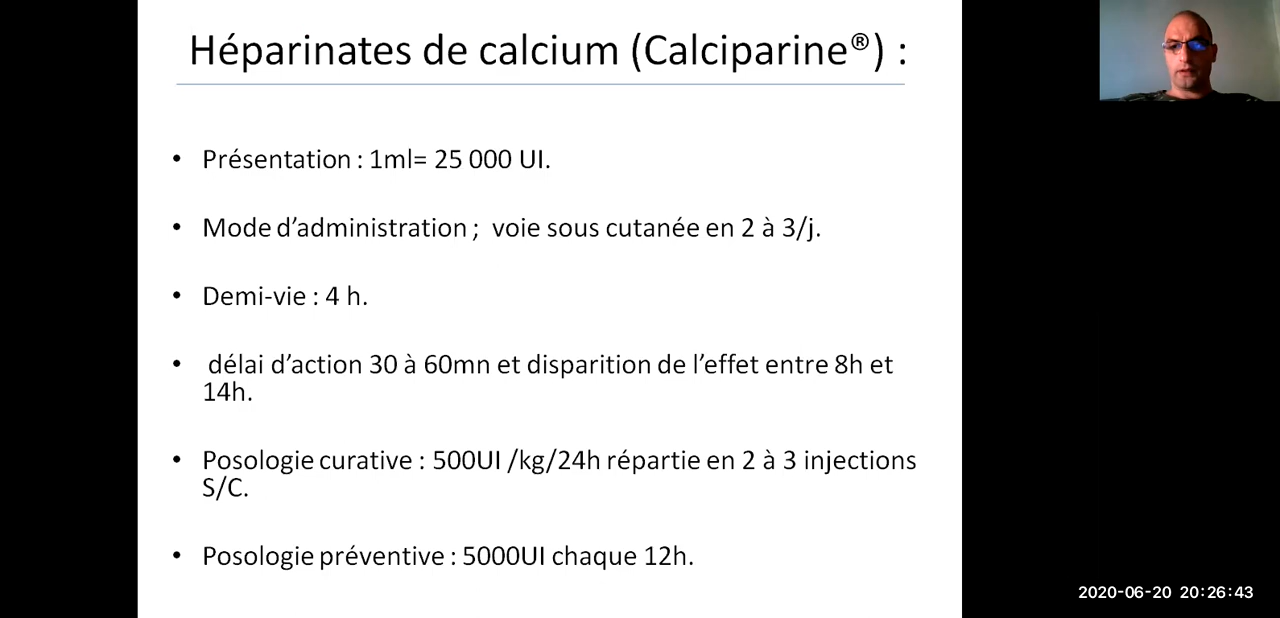 Héparinates de calcium (Calciparine®) :
• Présentation : 1ml= 25 000 UI.
• Mode d’administration ;  voie sous cutanée en 2 à 3/j.
• Demi-vie : 4 h.
• délai d’action 30 à 60mn et disparition de l’effet entre 8h et
14h.
• Posologie curative : 500UI /kg/24h répartie en 2 à 3 injections
S/C.
• Posologie préventive : 5000UI chaque 12h.
2020-06-20 20:26:43